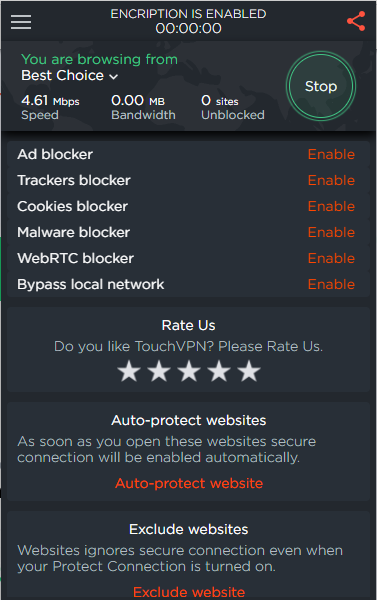 ENCRIPTION IS ENABLED
00:00:00
You are browsing from
Best Choice
4.61 Mbps 0.00 MB 0 sites
Speed Bandwidth Unblocked
Stop
Ad blocker Enable
Trackers blocker Enable
Cookies blocker Enable
Malware blocker Enable
WebRTC blocker Enable
Bypass local network Enable
Rate Us
Do you like TouchVPN? Please Rate Us.
Auto-protect websites
As soon as you open these websites secure
connection will be enabled automatically.
Auto-protect website
Exclude websites
Websites ignores secure connection even when
your Protect Connection is turned on.
Exclude website